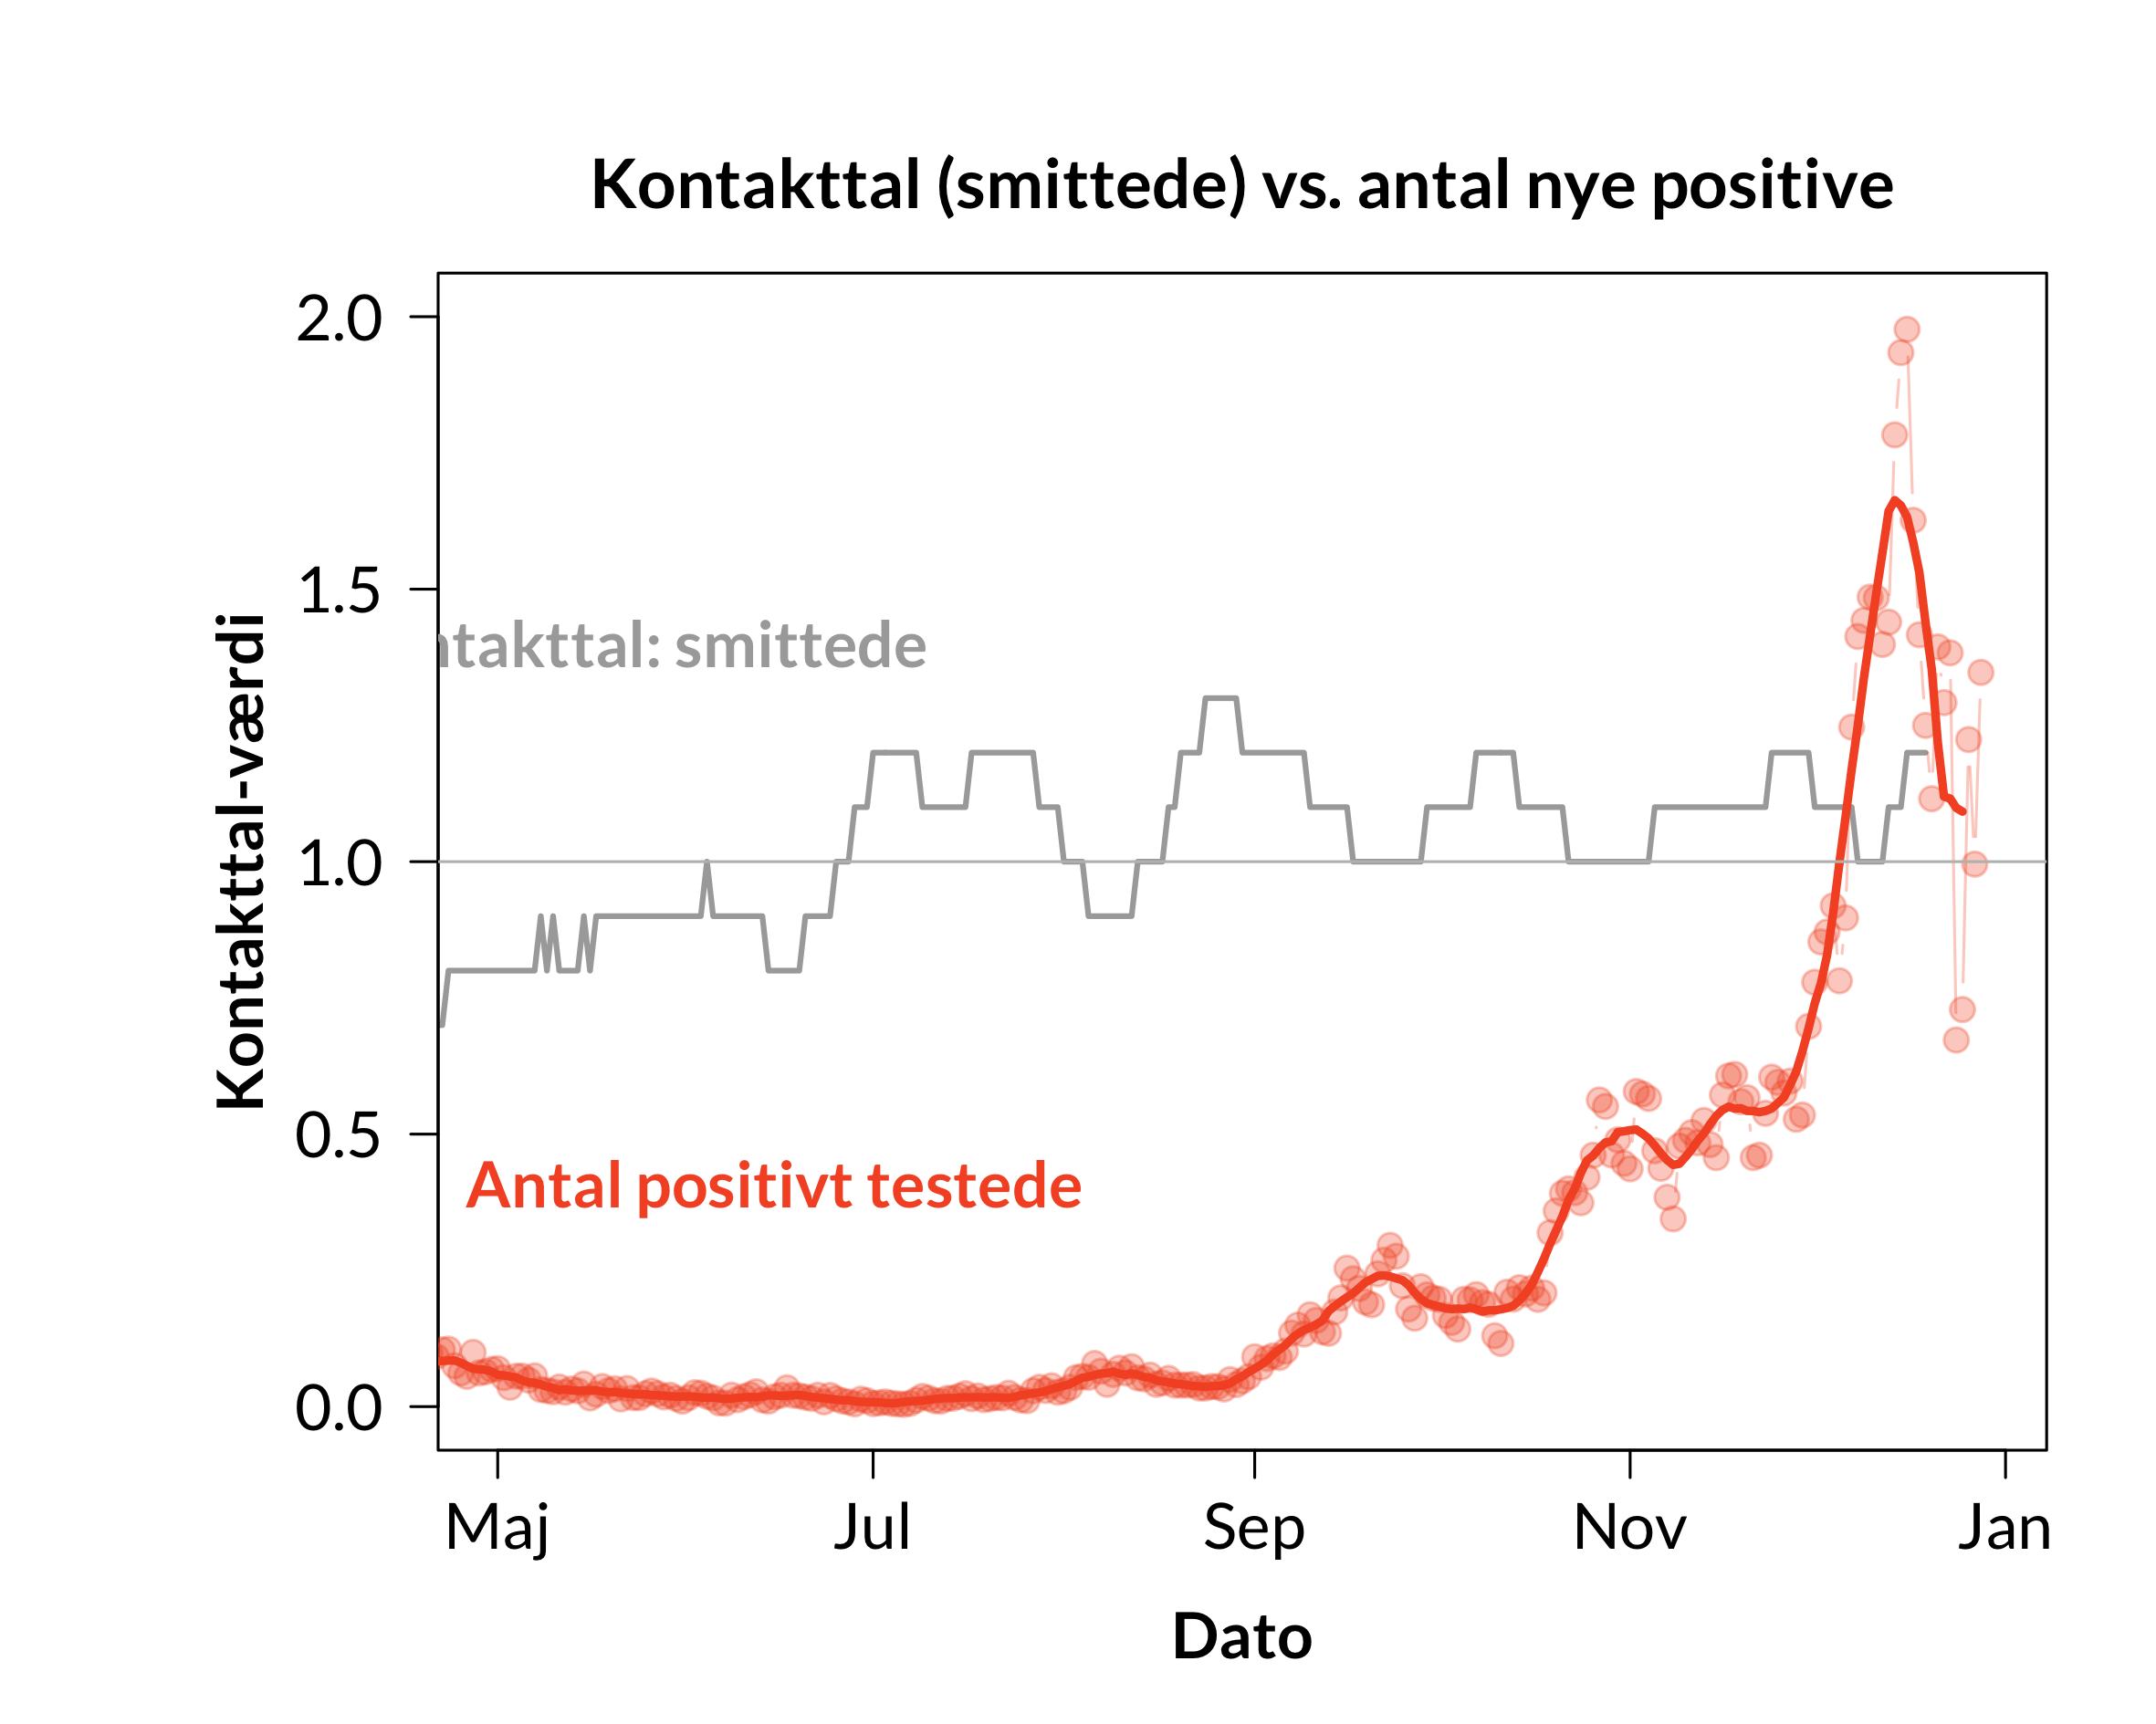 Kontakttal (smittede) vs. antal nye positive
2.0
1.5
1.0
0.5
0.0
Kontakttal-værdi
takttal: smittede
Antal positivt testede
Maj
Jul
Sep
Nov
Jan
Dato